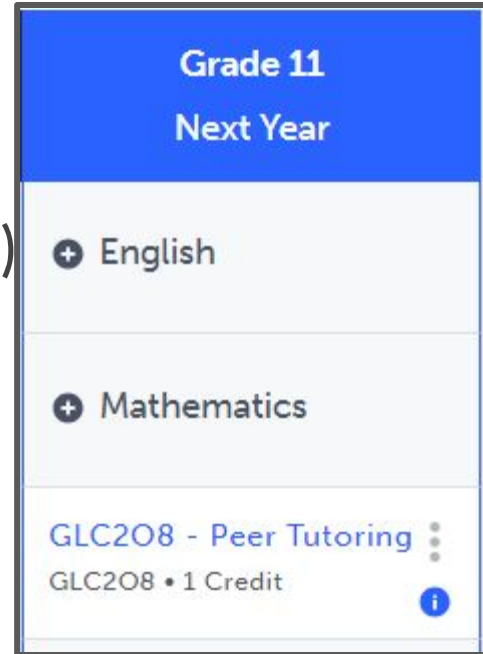 Grade 11
Next Year
)
English
Mathematics
GLC2O8 - Peer Tutoring
GLC2O8 • 1 Credit